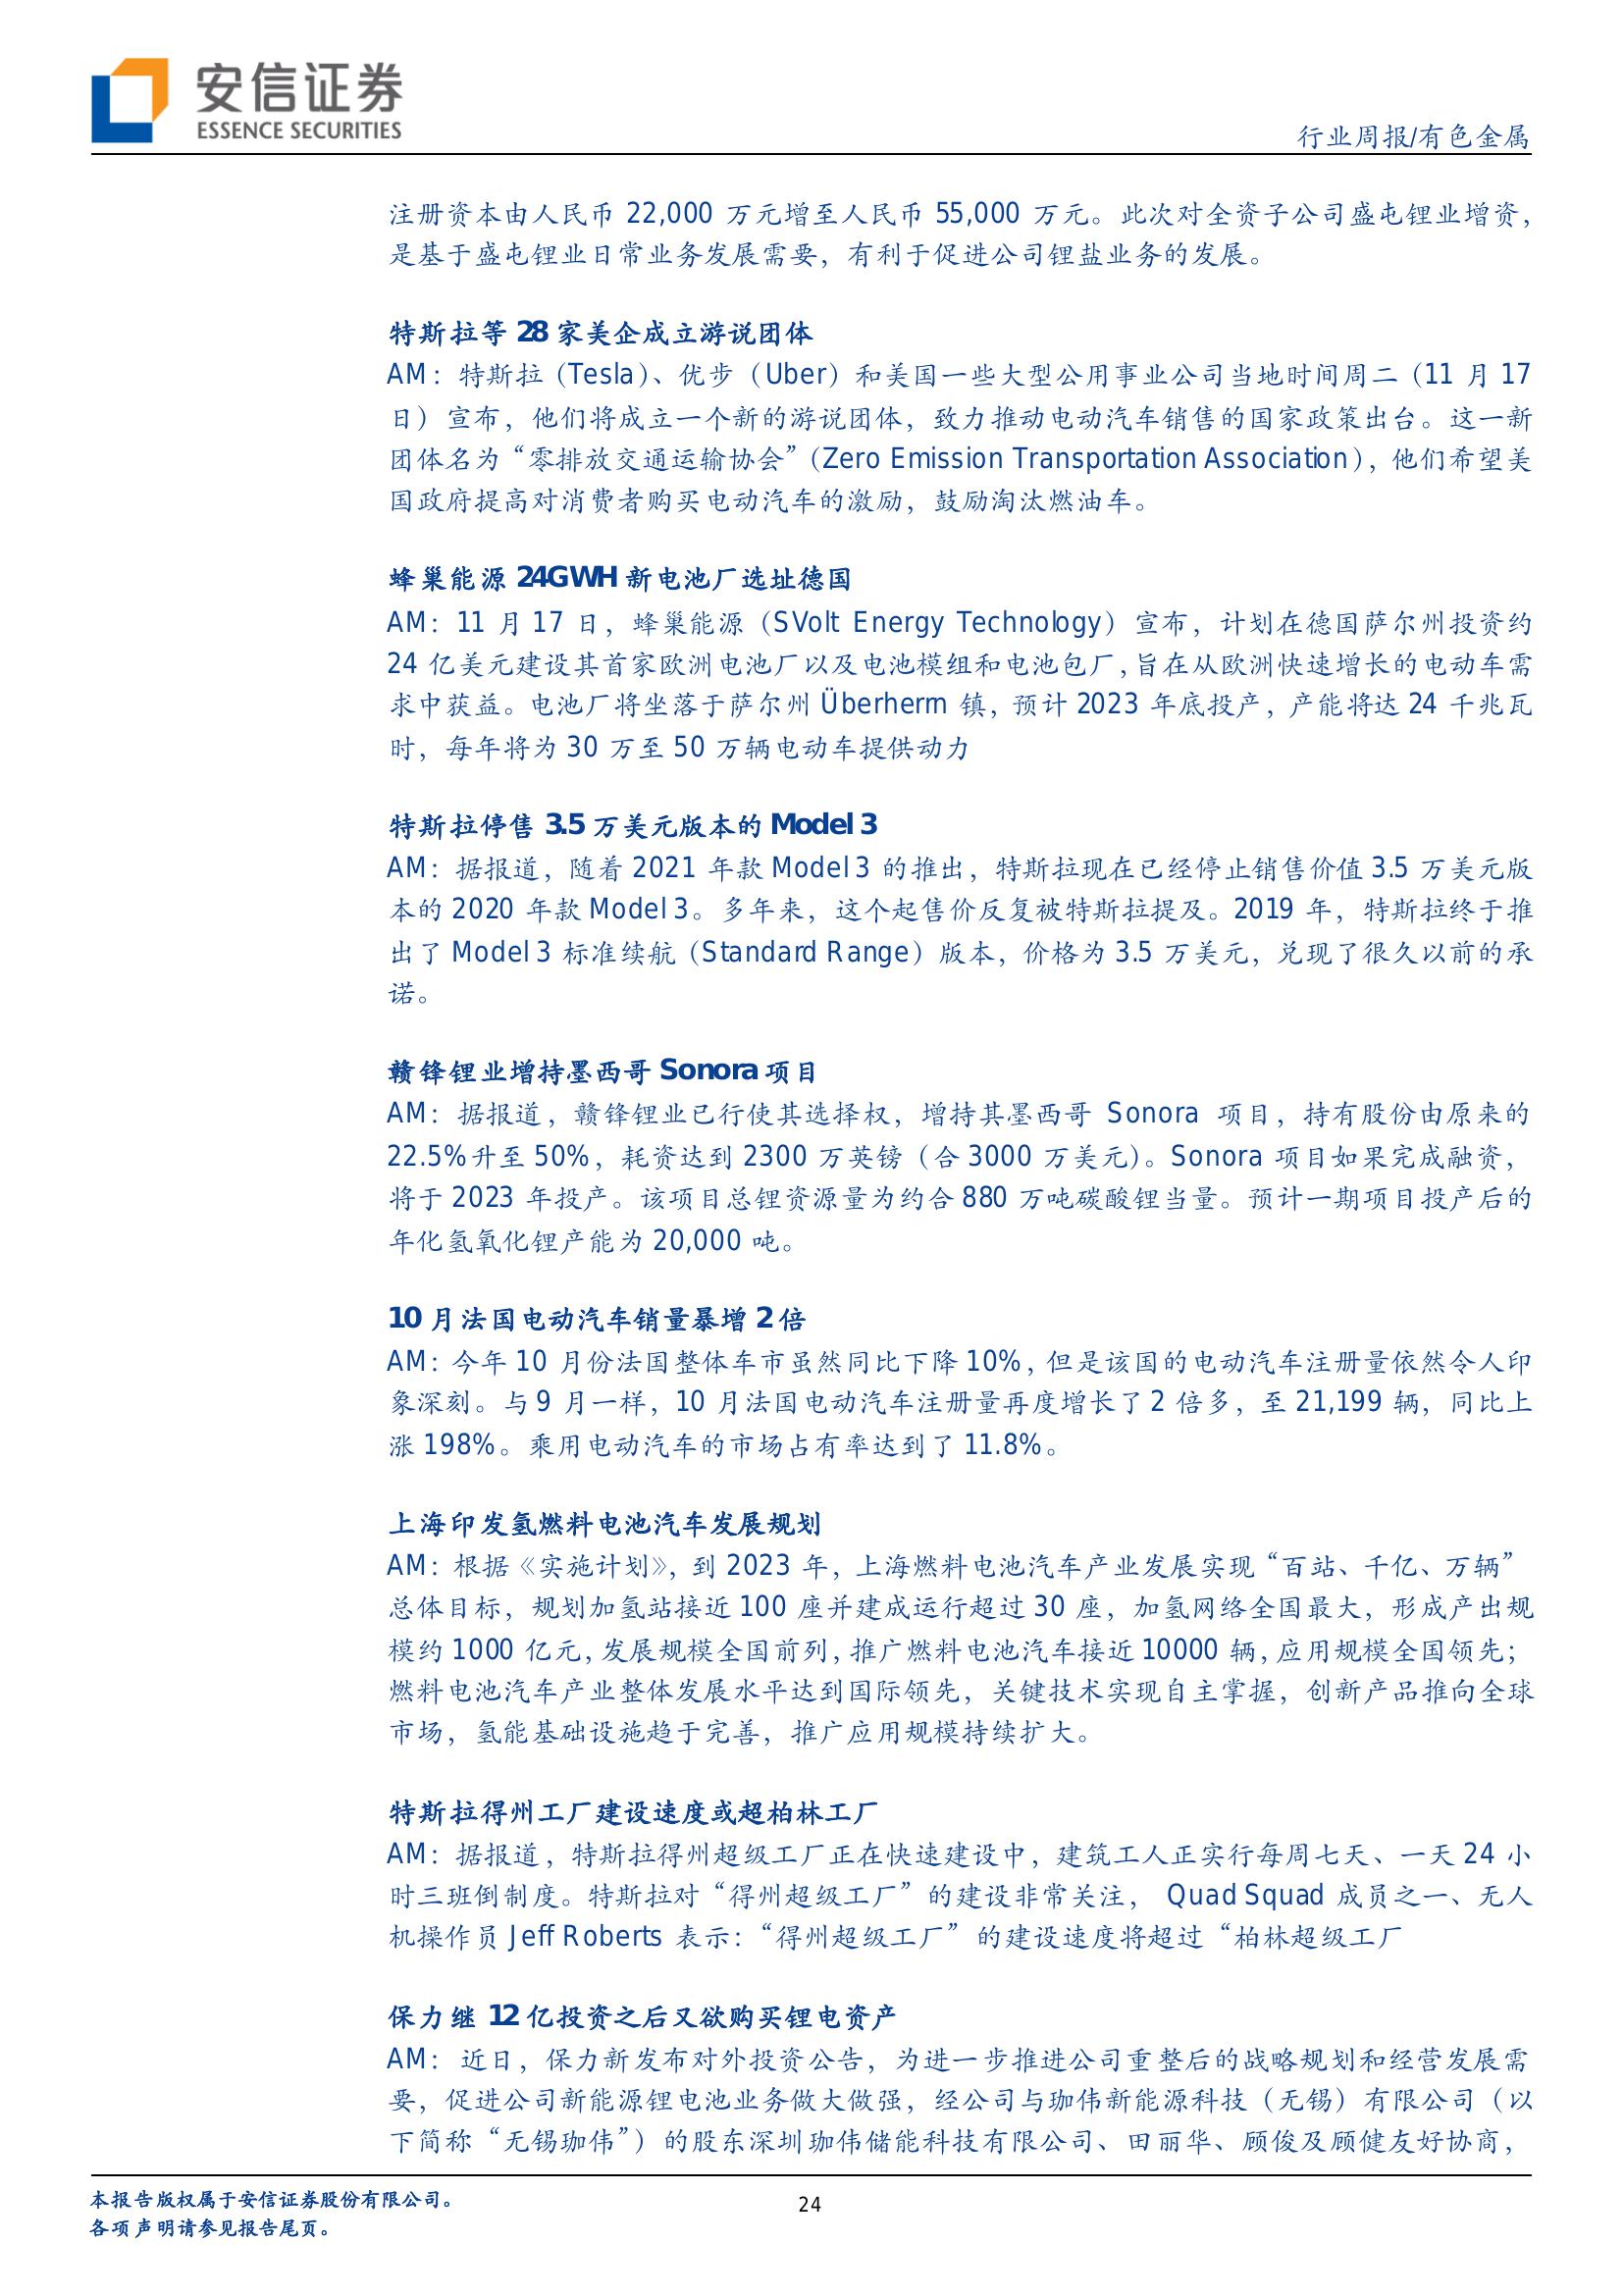 安信证券
ESSENCE SECURITIES
行业周报/有色金属
注册资本由人民币 22,000 万元增至人民币 55,000 万元。此次对全资子公司盛屯锂业增资，
是基于盛屯锂业日常业务发展需要，有利于促进公司锂盐业务的发展。
特斯拉等 28 家美企成立游说团体
AM：特斯拉（Tesla）、优步（Uber）和美国一些大型公用事业公司当地时间周二（11 月 17
日）宣布，他们将成立一个新的游说团体，致力推动电动汽车销售的国家政策出台。这一新
团体名为“零排放交通运输协会”（Zero Emission Transportation Association），他们希望美
国政府提高对消费者购买电动汽车的激励，鼓励淘汰燃油车。
蜂巢能源 24GWH 新电池厂选址德国
AM：11 月 17 日，蜂巢能源（SVolt Energy Technology）宣布，计划在德国萨尔州投资约
24 亿美元建设其首家欧洲电池厂以及电池模组和电池包厂，旨在从欧洲快速增长的电动车需
求中获益。电池厂将坐落于萨尔州 Überherrn 镇，预计 2023 年底投产，产能将达 24 千兆瓦
时，每年将为 30 万至 50 万辆电动车提供动力
特斯拉停售 3.5 万美元版本的 Model 3
AM：据报道，随着 2021 年款 Model 3 的推出，特斯拉现在已经停止销售价值 3.5 万美元版
本的 2020 年款 Model 3。多年来，这个起售价反复被特斯拉提及。2019 年，特斯拉终于推
出了 Model 3 标准续航（Standard Range）版本，价格为 3.5 万美元，兑现了很久以前的承
诺。
赣锋锂业增持墨西哥 Sonora 项目
AM：据报道，赣锋锂业已行使其选择权，增持其墨西哥 Sonora 项目，持有股份由原来的
22.5%升至 50%，耗资达到 2300 万英镑（合 3000 万美元）。Sonora 项目如果完成融资，
将于 2023 年投产。该项目总锂资源量为约合 880 万吨碳酸锂当量。预计一期项目投产后的
年化氢氧化锂产能为 20,000 吨。
10 月法国电动汽车销量暴增 2 倍
AM：今年 10 月份法国整体车市虽然同比下降 10%，但是该国的电动汽车注册量依然令人印
象深刻。与 9 月一样，10 月法国电动汽车注册量再度增长了 2 倍多，至 21,199 辆，同比上
涨 198%。乘用电动汽车的市场占有率达到了 11.8%。
上海印发氢燃料电池汽车发展规划
AM：根据《实施计划》，到 2023 年，上海燃料电池汽车产业发展实现“百站、千亿、万辆”
总体目标，规划加氢站接近 100 座并建成运行超过 30 座，加氢网络全国最大，形成产出规
模约 1000 亿元，发展规模全国前列，推广燃料电池汽车接近 10000 辆，应用规模全国领先；
燃料电池汽车产业整体发展水平达到国际领先，关键技术实现自主掌握，创新产品推向全球
市场，氢能基础设施趋于完善，推广应用规模持续扩大。
特斯拉得州工厂建设速度或超柏林工厂
AM：据报道，特斯拉得州超级工厂正在快速建设中，建筑工人正实行每周七天、一天 24 小
时三班倒制度。特斯拉对“得州超级工厂”的建设非常关注， Quad Squad 成员之一、无人
机操作员 Jeff Roberts 表示：“得州超级工厂”的建设速度将超过“柏林超级工厂
保力继 12 亿投资之后又欲购买锂电资产
AM：近日，保力新发布对外投资公告，为进一步推进公司重整后的战略规划和经营发展需
要，促进公司新能源锂电池业务做大做强，经公司与珈伟新能源科技（无锡）有限公司（以
下简称“无锡珈伟”）的股东深圳珈伟储能科技有限公司、田丽华、顾俊及顾健友好协商，
本报告版权属于安信证券股份有限公司。
24
各项声明请参见报告尾页。